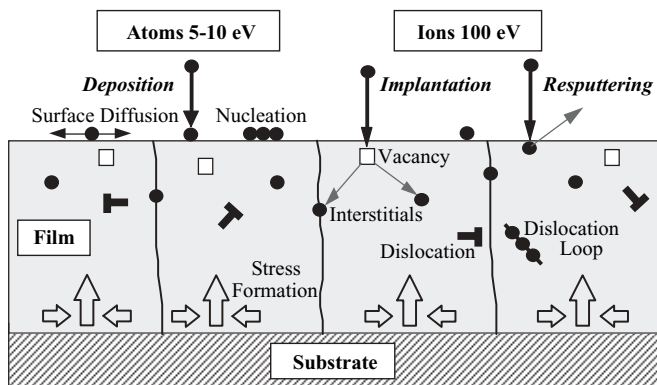 Atoms 5-10 eV
Ions 100 eV
Deposition
Implantation
Resputtering
Surface Diffusion
Nucleation
Vacancy
Interstitials
Film
Dislocation
Dislocation
Loop
Stress
Formation
Substrate